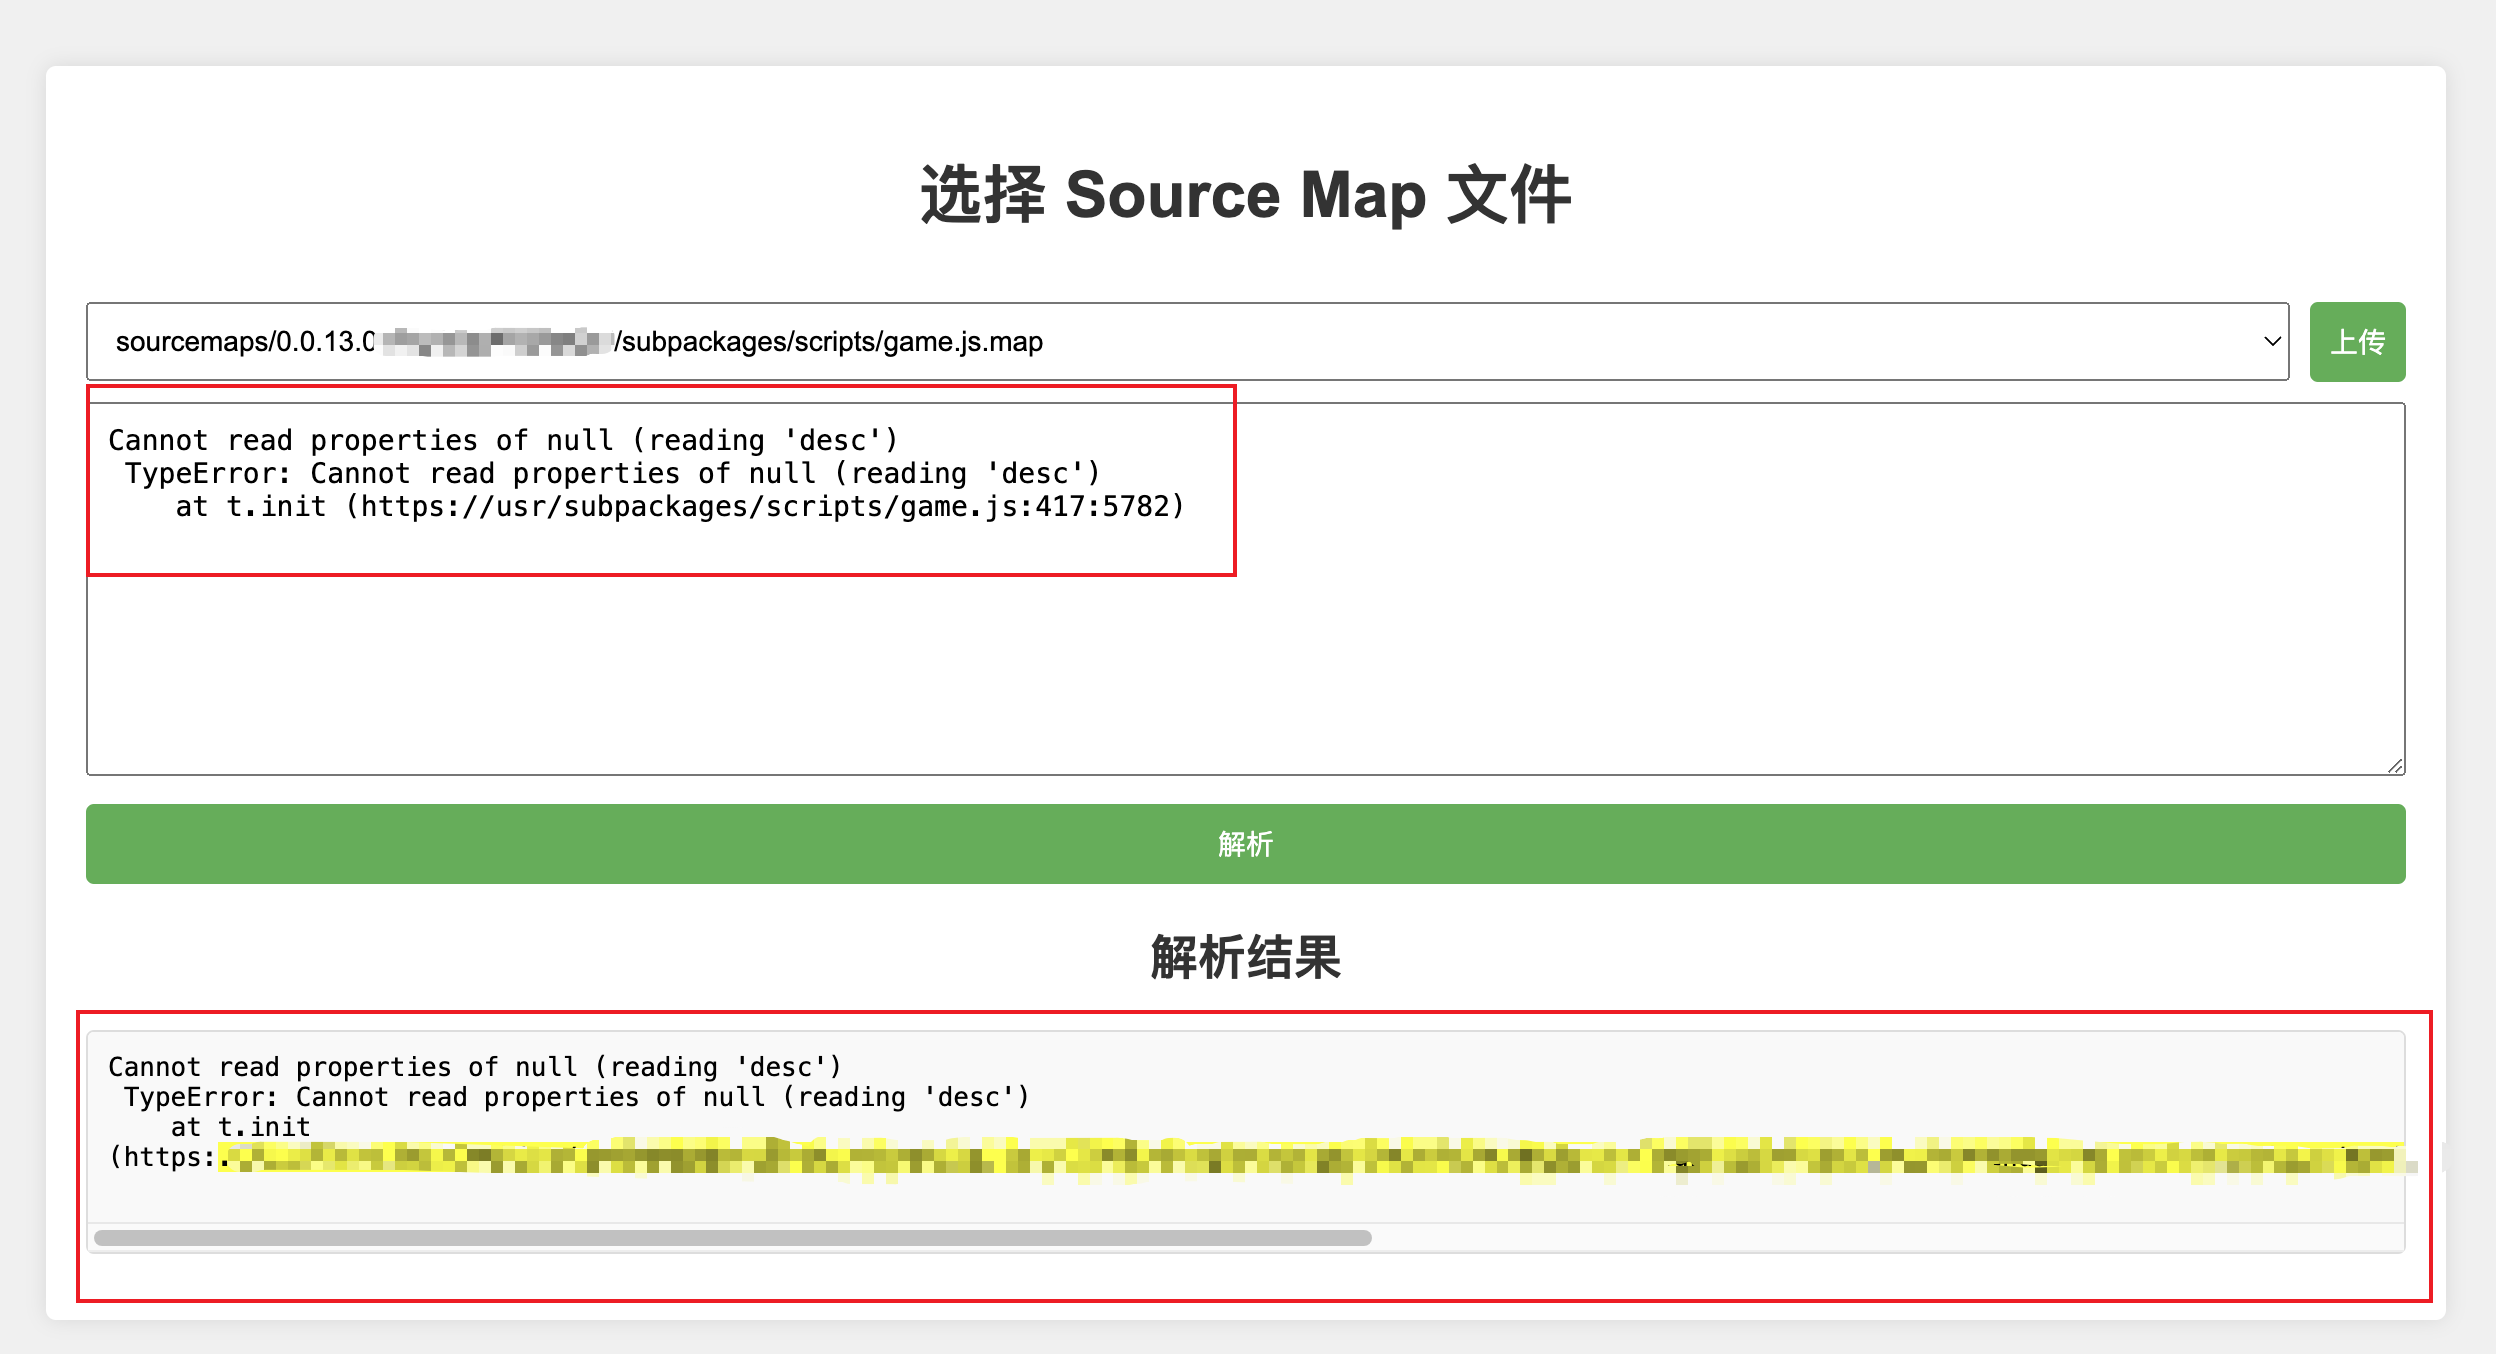 选择 Source Map 文件
sourcemaps/0.0.13.0 /subpackages/scripts/game.js.map
上传
Cannot read properties of null (reading 'desc')
TypeError: Cannot read properties of null (reading 'desc')
at t.init (https://usr/subpackages/scripts/game.js:417:5782)
解析
解析结果
Cannot read properties of null (reading 'desc')
TypeError: Cannot read properties of null (reading 'desc')
at t.init
(https: